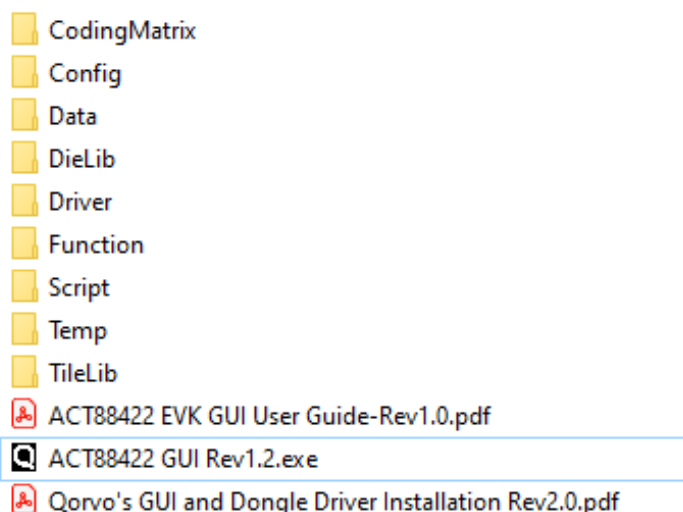 CodingMatrix
Config
Data
DieLib
Driver
Function
Script
Temp
TileLib
ACT88422 EVK GUI User Guide-Rev1.0.pdf
ACT88422 GUI Rev1.2.exe
Qorvo's GUI and Dongle Driver Installation Rev2.0.pdf